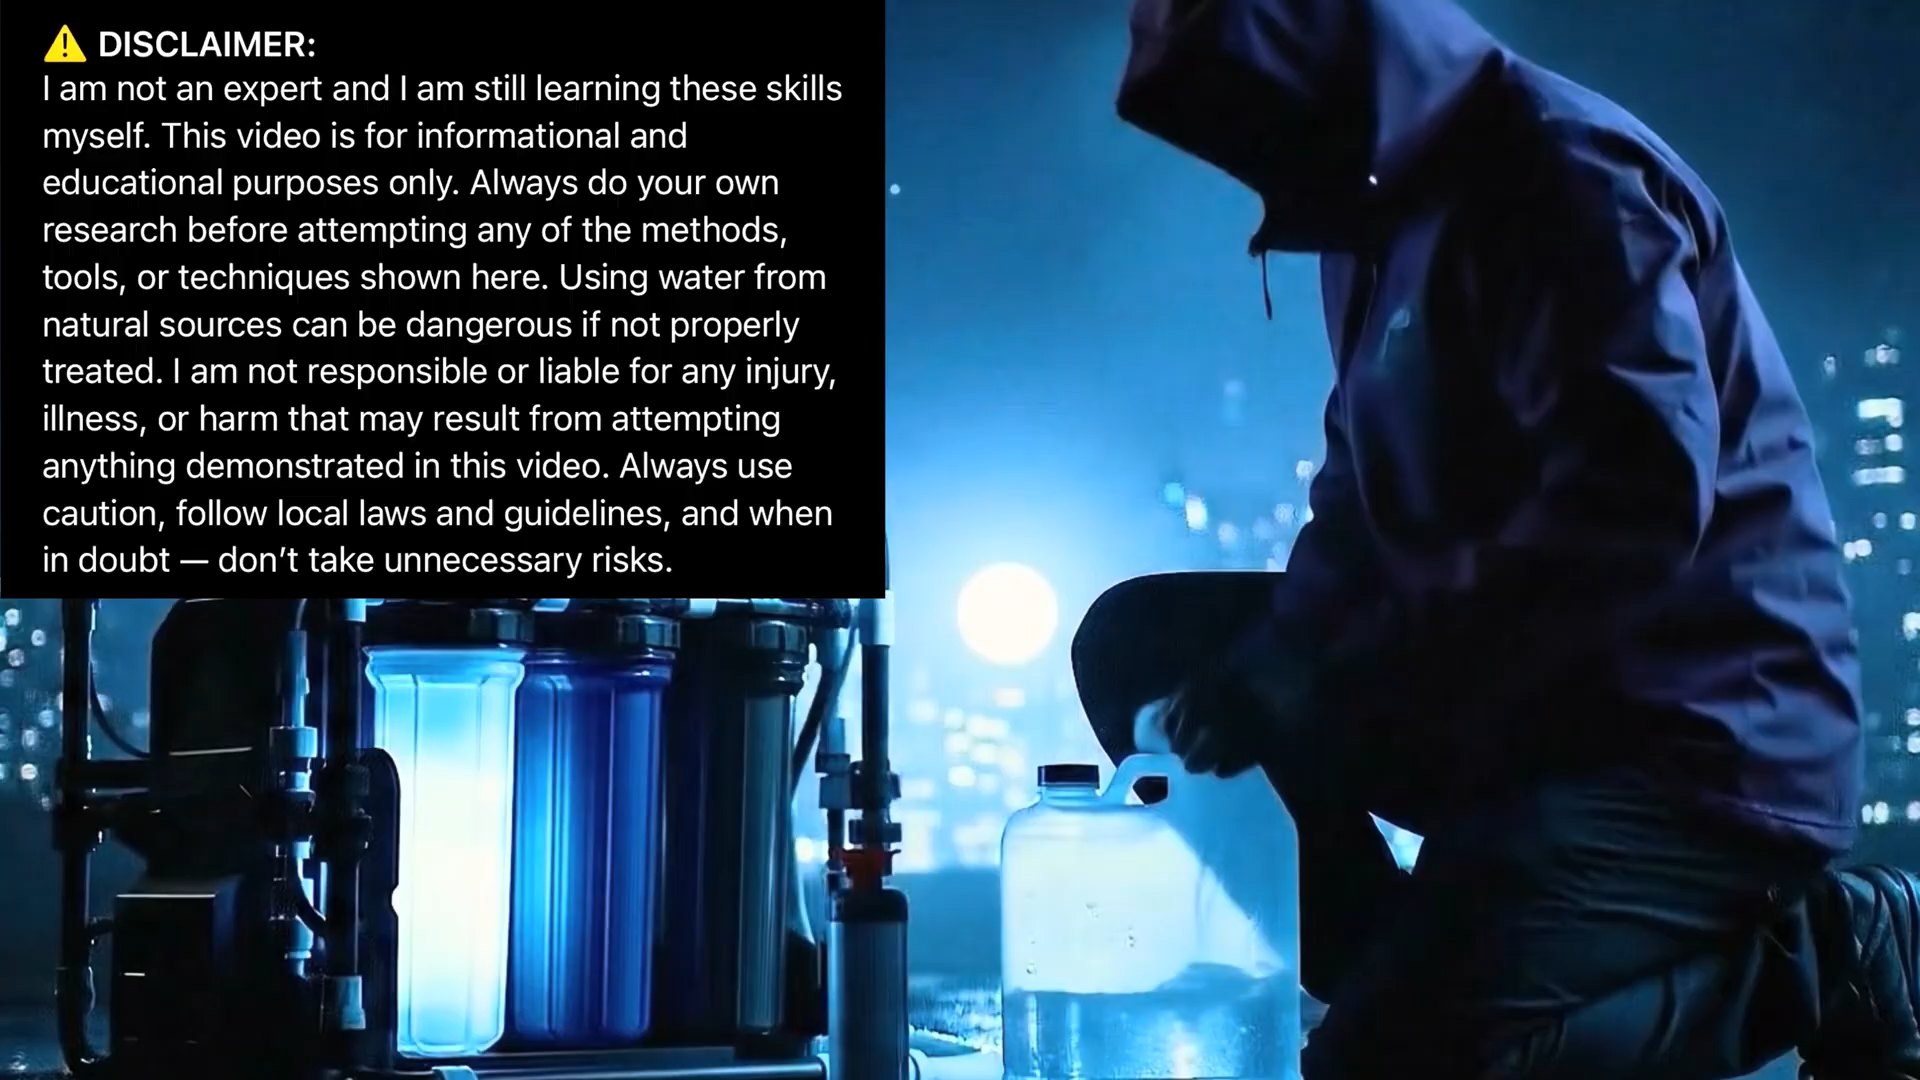 ⚠️ DISCLAIMER:
I am not an expert and I am still learning these skills
myself. This video is for informational and
educational purposes only. Always do your own
research before attempting any of the methods,
tools, or techniques shown here. Using water from
natural sources can be dangerous if not properly
treated. I am not responsible or liable for any injury,
illness, or harm that may result from attempting
anything demonstrated in this video. Always use
caution, follow local laws and guidelines, and when
in doubt — don’t take unnecessary risks.